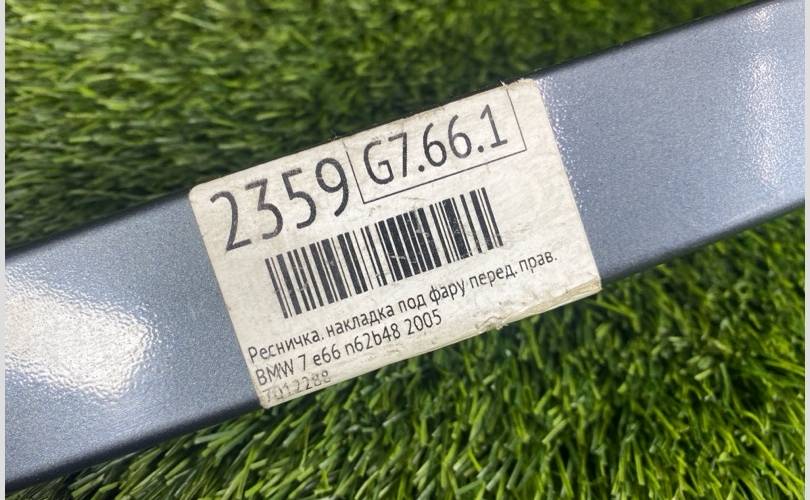 2359 G7.66.1
Ресничка, накладка под фару перед. прав.
BMW 7 e66 n62b48 2005
7012288